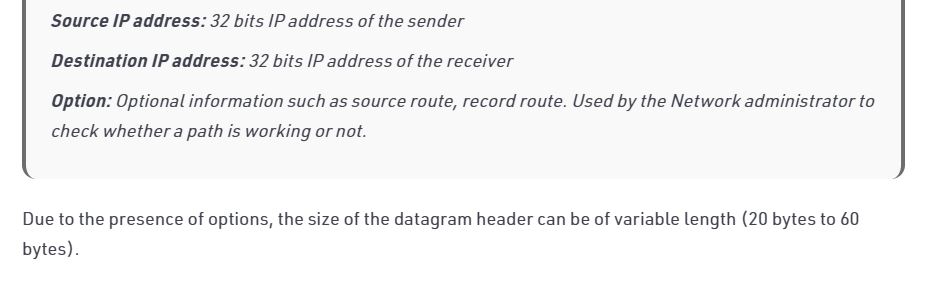 Source IP address: 32 bits IP address of the sender
Destination IP address: 32 bits IP address of the receiver
Option: Optional information such as source route, record route. Used by the Network administrator to
check whether a path is working or not.
Due to the presence of options, the size of the datagram header can be of variable length (20 bytes to 60
bytes).